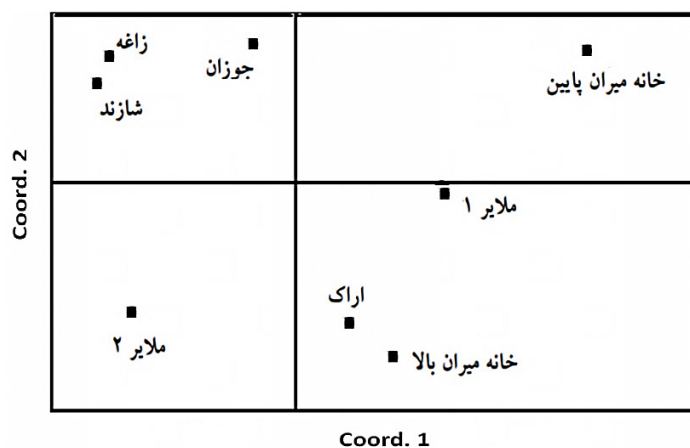 زاغه
جوزان
شازند
خانه میران پایین
ملایر ۱
اراک
ملایر ۲
خانه میران بالا
Coord. 2
Coord. 1